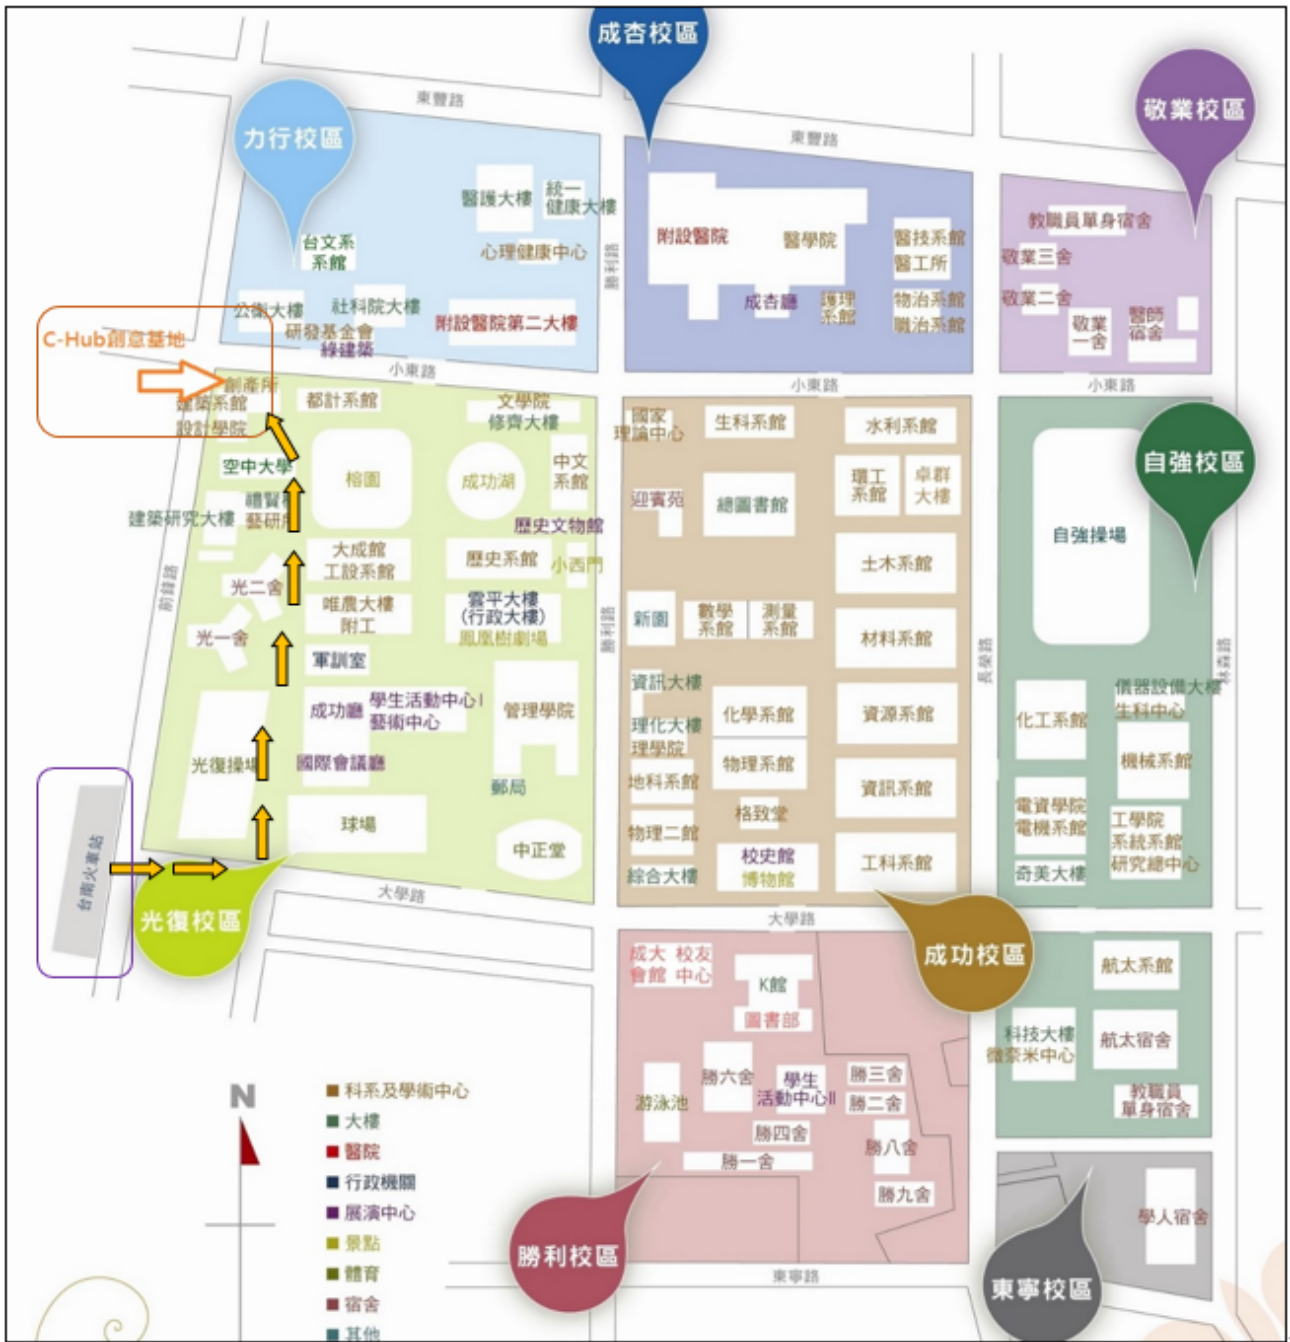 成杏校區
敬業校區
力行校區
東豐路
東豐路
醫護大樓
統一
健康大樓
心理健康中心
台文系
系館
公衛大樓
社科院大樓
研發基金會
綠建築
附設醫院第二大樓
勝利路
附設醫院
醫學院
成杏廳
護理
系館
醫技系館
醫工所
物治系館
職治系館
教職員單身宿舍
敬業三舍
敬業二舍
敬業
一舍
醫師
宿舍
小東路
小東路
小東路
C-Hub創意基地
創產所
建築系館
設計學院
都計系館
文學院
修齊大樓
空中大學
榕園
成功湖
中文
系館
建築研究大樓
歷史文物館
大成館
工設系館
歷史系館
小西門
光二舍
唯農大樓
附工
雲平大樓
(行政大樓)
鳳凰樹劇場
前鋒路
光一舍
軍訓室
成功廳
學生活動中心I
藝術中心
管理學院
光復操場
國際會議廳
郵局
球場
中正堂
台南火車站
光復校區
大學路
勝利路
國家
理論中心
生科系館
水利系館
迎賓苑
總圖書館
環工
系館
卓群
大樓
土木系館
新園
數學
系館
測量
系館
材料系館
資訊大樓
理化大樓
理學院
化學系館
資源系館
地科系館
物理系館
資訊系館
物理二館
格致堂
綜合大樓
校史館
博物館
工科系館
大學路
成功校區
長榮路
自強校區
自強操場
林森路
儀器設備大樓
生科中心
化工系館
機械系館
電資學院
電機系館
工學院
系統系館
研究總中心
奇美大樓
航太系館
科技大樓
微奈米中心
航太宿舍
教職員
單身宿舍
成大 校友
會館 中心
K館
圖書部
游泳池
勝六舍
學生
活動中心II
勝三舍
勝二舍
勝四舍
勝八舍
勝一舍
勝九舍
勝利校區
東寧路
東寧校區
學人宿舍
N
科系及學術中心
大樓
醫院
行政機關
展演中心
景點
體育
宿舍
其他